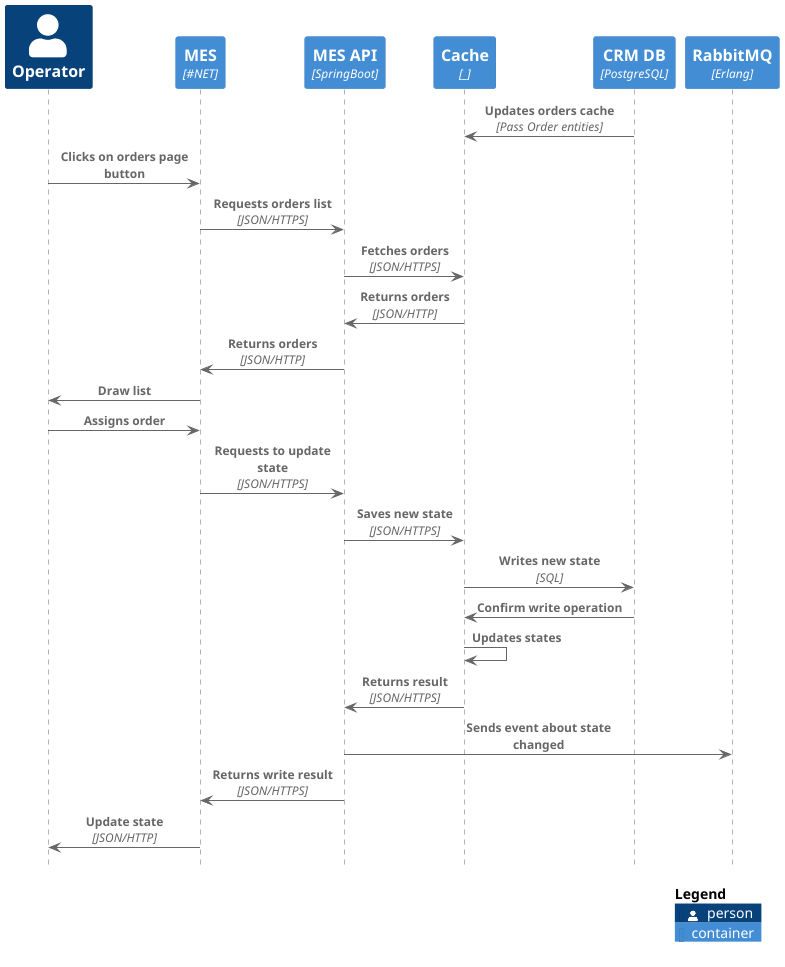 Operator
MES
[#NET]
MES API
[SpringBoot]
Cache
[_]
CRM DB
[PostgreSQL]
RabbitMQ
[Erlang]
Updates orders cache
[Pass Order entities]
Clicks on orders page
button
Requests orders list
[JSON/HTTPS]
Fetches orders
[JSON/HTTPS]
Returns orders
[JSON/HTTP]
Returns orders
[JSON/HTTP]
Draw list
Assigns order
Requests to update
state
[JSON/HTTPS]
Saves new state
[JSON/HTTPS]
Writes new state
[SQL]
Confirm write operation
Updates states
Returns result
[JSON/HTTPS]
Sends event about state
changed
Returns write result
[JSON/HTTPS]
Update state
[JSON/HTTP]
Legend
person
container